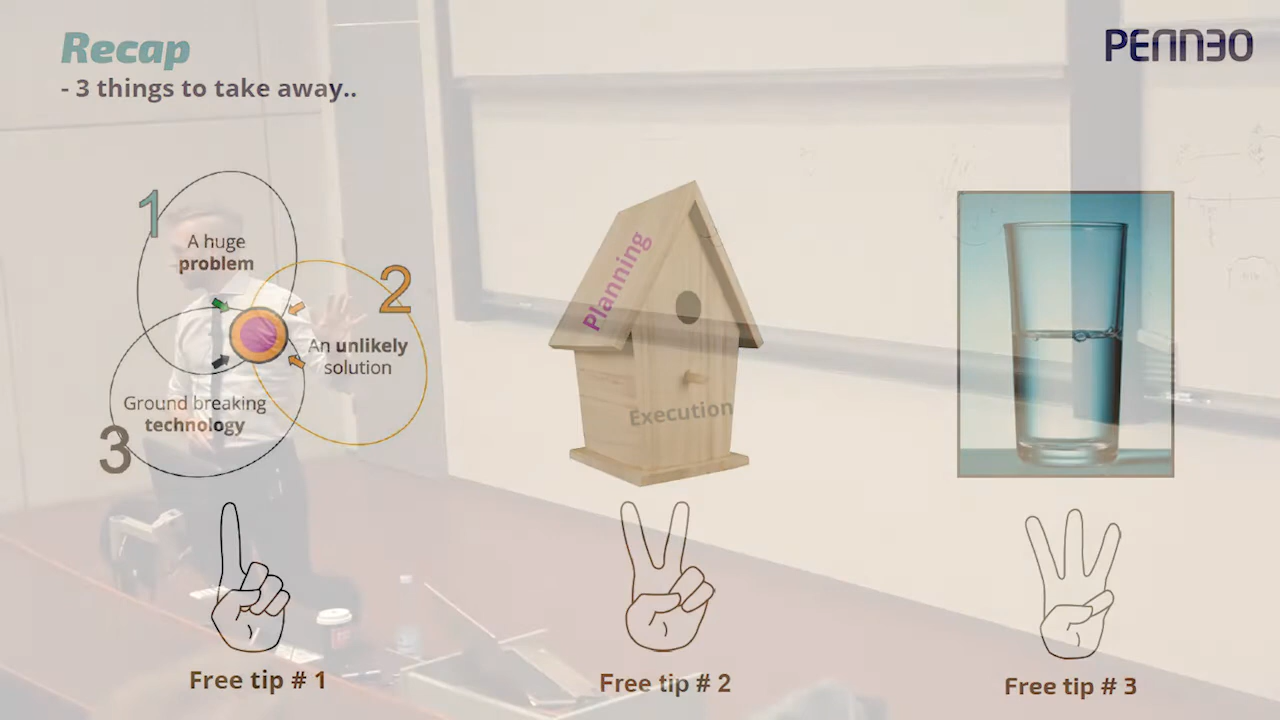 Recap
- 3 things to take away..
PENNEO
1
A huge
problem
2
An unlikely
solution
Ground breaking
technology
3
Planning
Execution
Free tip # 1
Free tip # 2
Free tip # 3